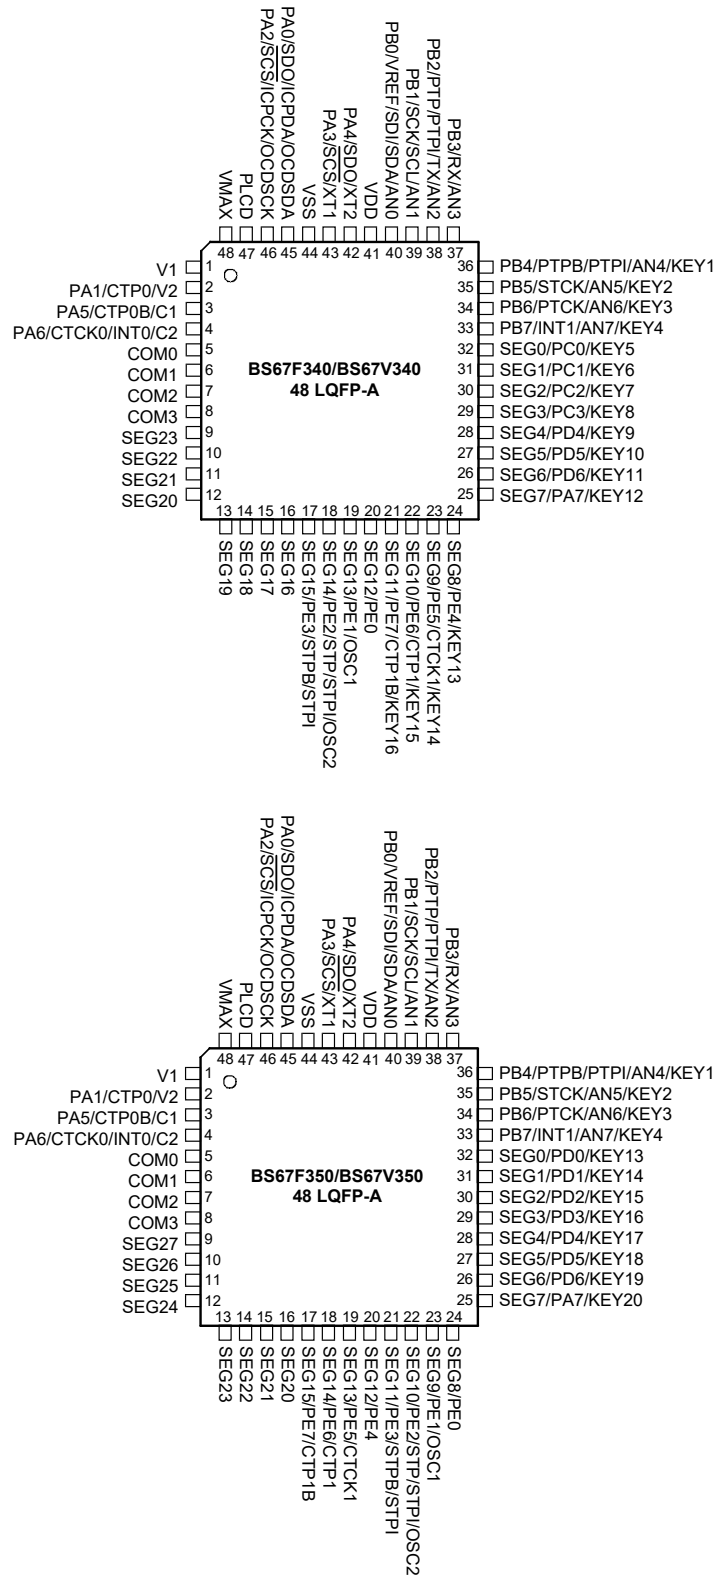 PA0/SDO/ICPDA/OCDSDA
PA2/SCS/ICPCK/OCDSCK
PB0/VREF/SDI/SDA/AN0
PB2/PTP/PTPI/TX/AN2
PB1/SCK/SCL/AN1
PB3/RX/AN3
PA3/SCS/XT1
PA4/SDO/XT2
VMAX
PLCD
VSS
VDD
48 47 46 45 44 43 42 41 40 39 38 37
V1 1
PA1/CTP0/V2 2
PA5/CTP0B/C1 3
PA6/CTCK0/INT0/C2 4
COM0 5
COM1 6
COM2 7
COM3 8
SEG23 9
SEG22 10
SEG21 11
SEG20 12
BS67F340/BS67V340
48 LQFP-A
36 PB4/PTPB/PTPI/AN4/KEY1
35 PB5/STCK/AN5/KEY2
34 PB6/PTCK/AN6/KEY3
33 PB7/INT1/AN7/KEY4
32 SEG0/PC0/KEY5
31 SEG1/PC1/KEY6
30 SEG2/PC2/KEY7
29 SEG3/PC3/KEY8
28 SEG4/PD4/KEY9
27 SEG5/PD5/KEY10
26 SEG6/PD6/KEY11
25 SEG7/PA7/KEY12
13 14 15 16 17 18 19 20 21 22 23 24
SEG19
SEG18
SEG17
SEG16
SEG15/PE3/STPB/STPI
SEG14/PE2/STP/STPI/OSC2
SEG13/PE1/OSC1
SEG12/PE0
SEG11/PE7/CTP1B/KEY16
SEG10/PE6/CTP1/KEY15
SEG9/PE5/CTCK1/KEY14
SEG8/PE4/KEY13
PA0/SDO/ICPDA/OCDSDA
PA2/SCS/ICPCK/OCDSCK
PB0/VREF/SDI/SDA/AN0
PB2/PTP/PTPI/TX/AN2
PB1/SCK/SCL/AN1
PB3/RX/AN3
PA3/SCS/XT1
PA4/SDO/XT2
VMAX
PLCD
VSS
VDD
48 47 46 45 44 43 42 41 40 39 38 37
V1 1
PA1/CTP0/V2 2
PA5/CTP0B/C1 3
PA6/CTCK0/INT0/C2 4
COM0 5
COM1 6
COM2 7
COM3 8
SEG27 9
SEG26 10
SEG25 11
SEG24 12
BS67F350/BS67V350
48 LQFP-A
36 PB4/PTPB/PTPI/AN4/KEY1
35 PB5/STCK/AN5/KEY2
34 PB6/PTCK/AN6/KEY3
33 PB7/INT1/AN7/KEY4
32 SEG0/PD0/KEY13
31 SEG1/PD1/KEY14
30 SEG2/PD2/KEY15
29 SEG3/PD3/KEY16
28 SEG4/PD4/KEY17
27 SEG5/PD5/KEY18
26 SEG6/PD6/KEY19
25 SEG7/PA7/KEY20
13 14 15 16 17 18 19 20 21 22 23 24
SEG23
SEG22
SEG21
SEG20
SEG15/PE7/CTP1B
SEG14/PE6/CTP1
SEG13/PE5/CTCK1
SEG12/PE4
SEG11/PE3/STPB/STPI
SEG10/PE2/STP/STPI/OSC2
SEG9/PE1/OSC1
SEG8/PE0